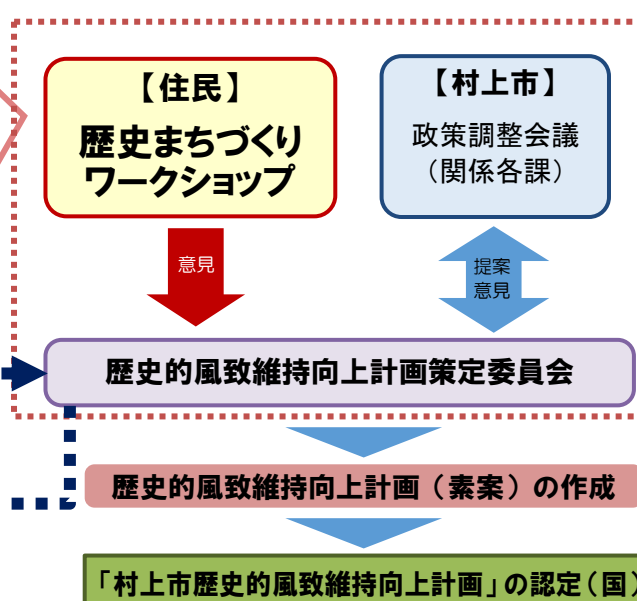 【住民】
歴史まちづくり
ワークショップ
【村上市】
政策調整会議
（関係各課）
意見
提案
意見
歴史的風致維持向上計画策定委員会
歴史的風致維持向上計画（素案）の作成
「村上市歴史的風致維持向上計画」の認定（国）